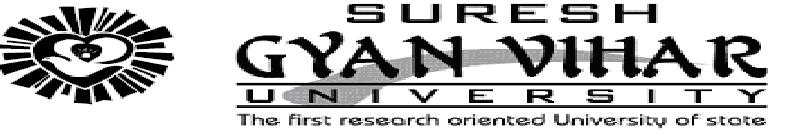 SURESH
GYAN VIHAR
UNIVERSITY
The first research oriented University of state